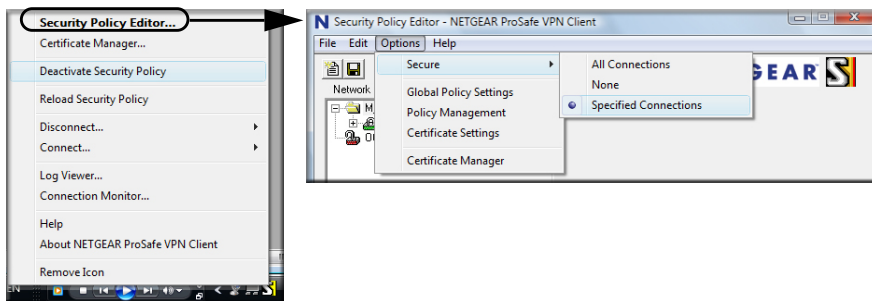 Security Policy Editor...
Certificate Manager...
Deactivate Security Policy
Reload Security Policy
Disconnect...
Connect...
Log Viewer...
Connection Monitor...
Help
About NETGEAR ProSafe VPN Client
Remove Icon
EN
N Security Policy Editor - NETGEAR ProSafe VPN Client
File Edit Options Help
Secure
Global Policy Settings
Policy Management
Certificate Settings
Certificate Manager
All Connections
None
Specified Connections
Network
GEAR S